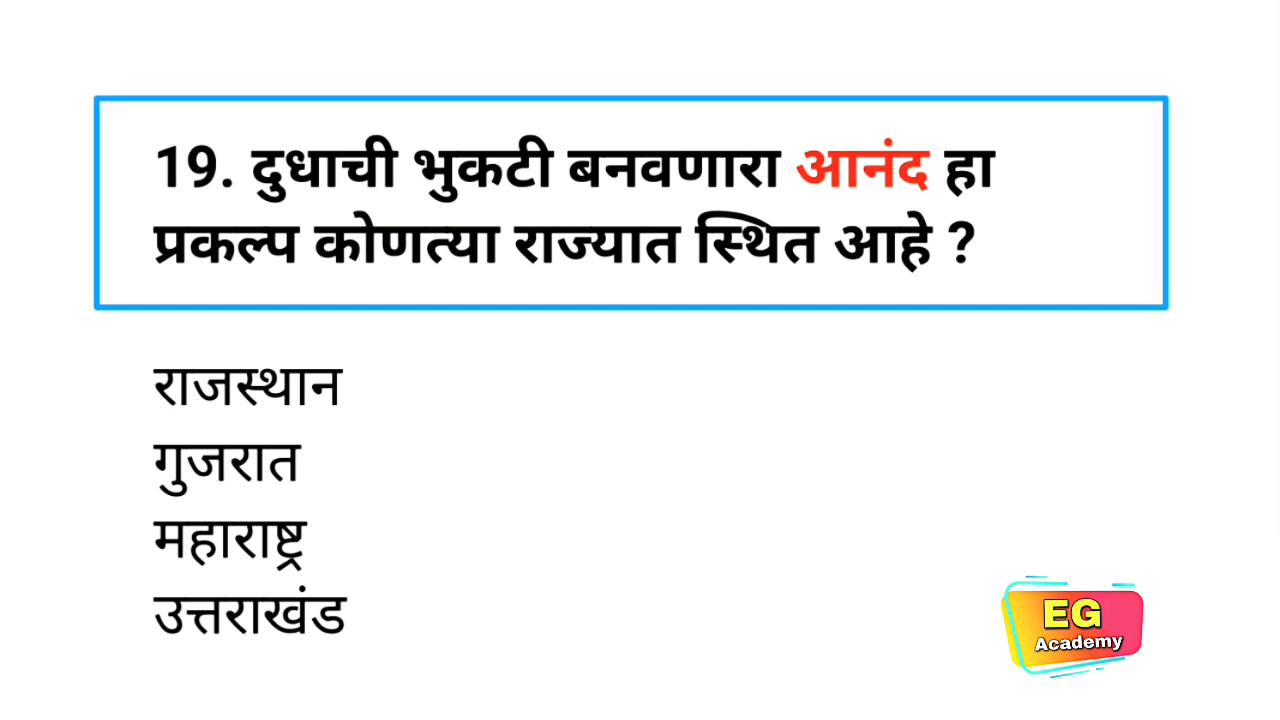 19. दुधाची भुकटी बनवणारा आनंद हा
प्रकल्प कोणत्या राज्यात स्थित आहे ?
राजस्थान
गुजरात
महाराष्ट्र
उत्तराखंड
EG
Academy